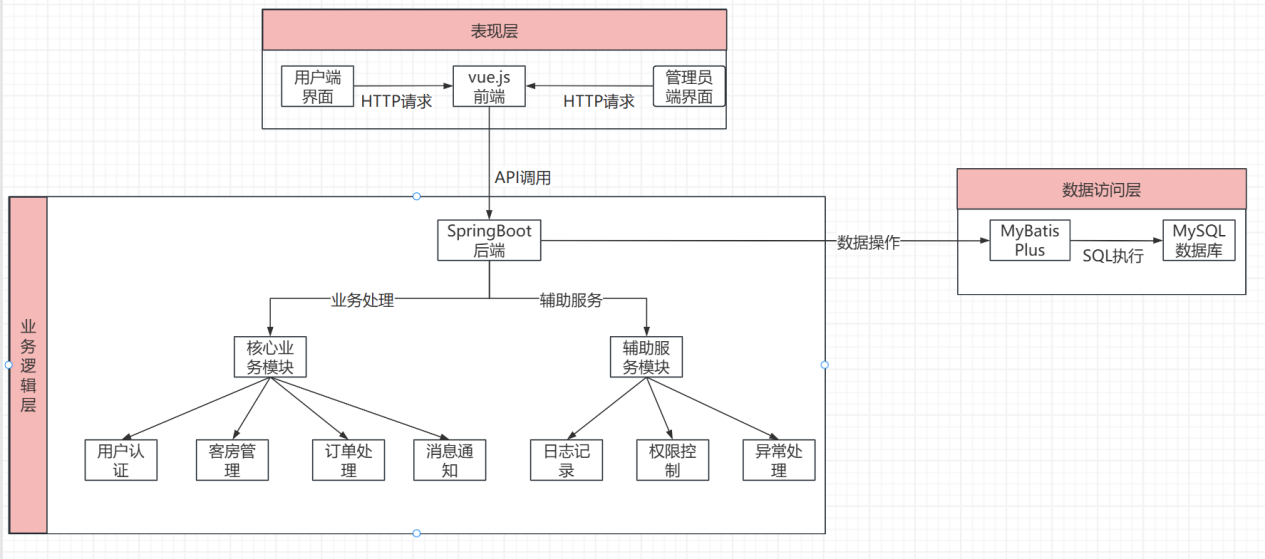 表现层
用户端
界面
HTTP请求
vue.js
前端
HTTP请求
管理员
端界面
API调用
数据访问层
MyBatis
Plus
SQL执行
MySQL
数据库
业务逻辑层
SpringBoot
后端
数据操作
业务处理
辅助服务
核心业
务模块
辅助服
务模块
用户认
证
客房管
理
订单处
理
消息通
知
日志记
录
权限控
制
异常处
理